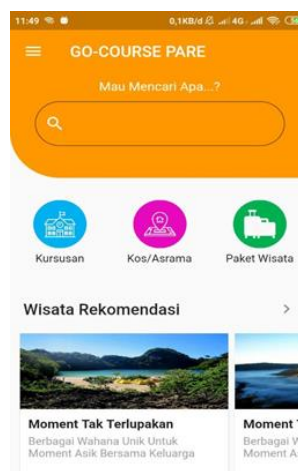 11:49
0,1KB/d 4G
GO-COURSE PARE
Mau Mencari Apa...?
Kursusan
Kos/Asrama
Paket Wisata
Wisata Rekomendasi
Moment Tak Terlupakan
Berbagai Wahana Unik Untuk
Moment Asik Bersama Keluarga
Moment
Berbagai
Moment A